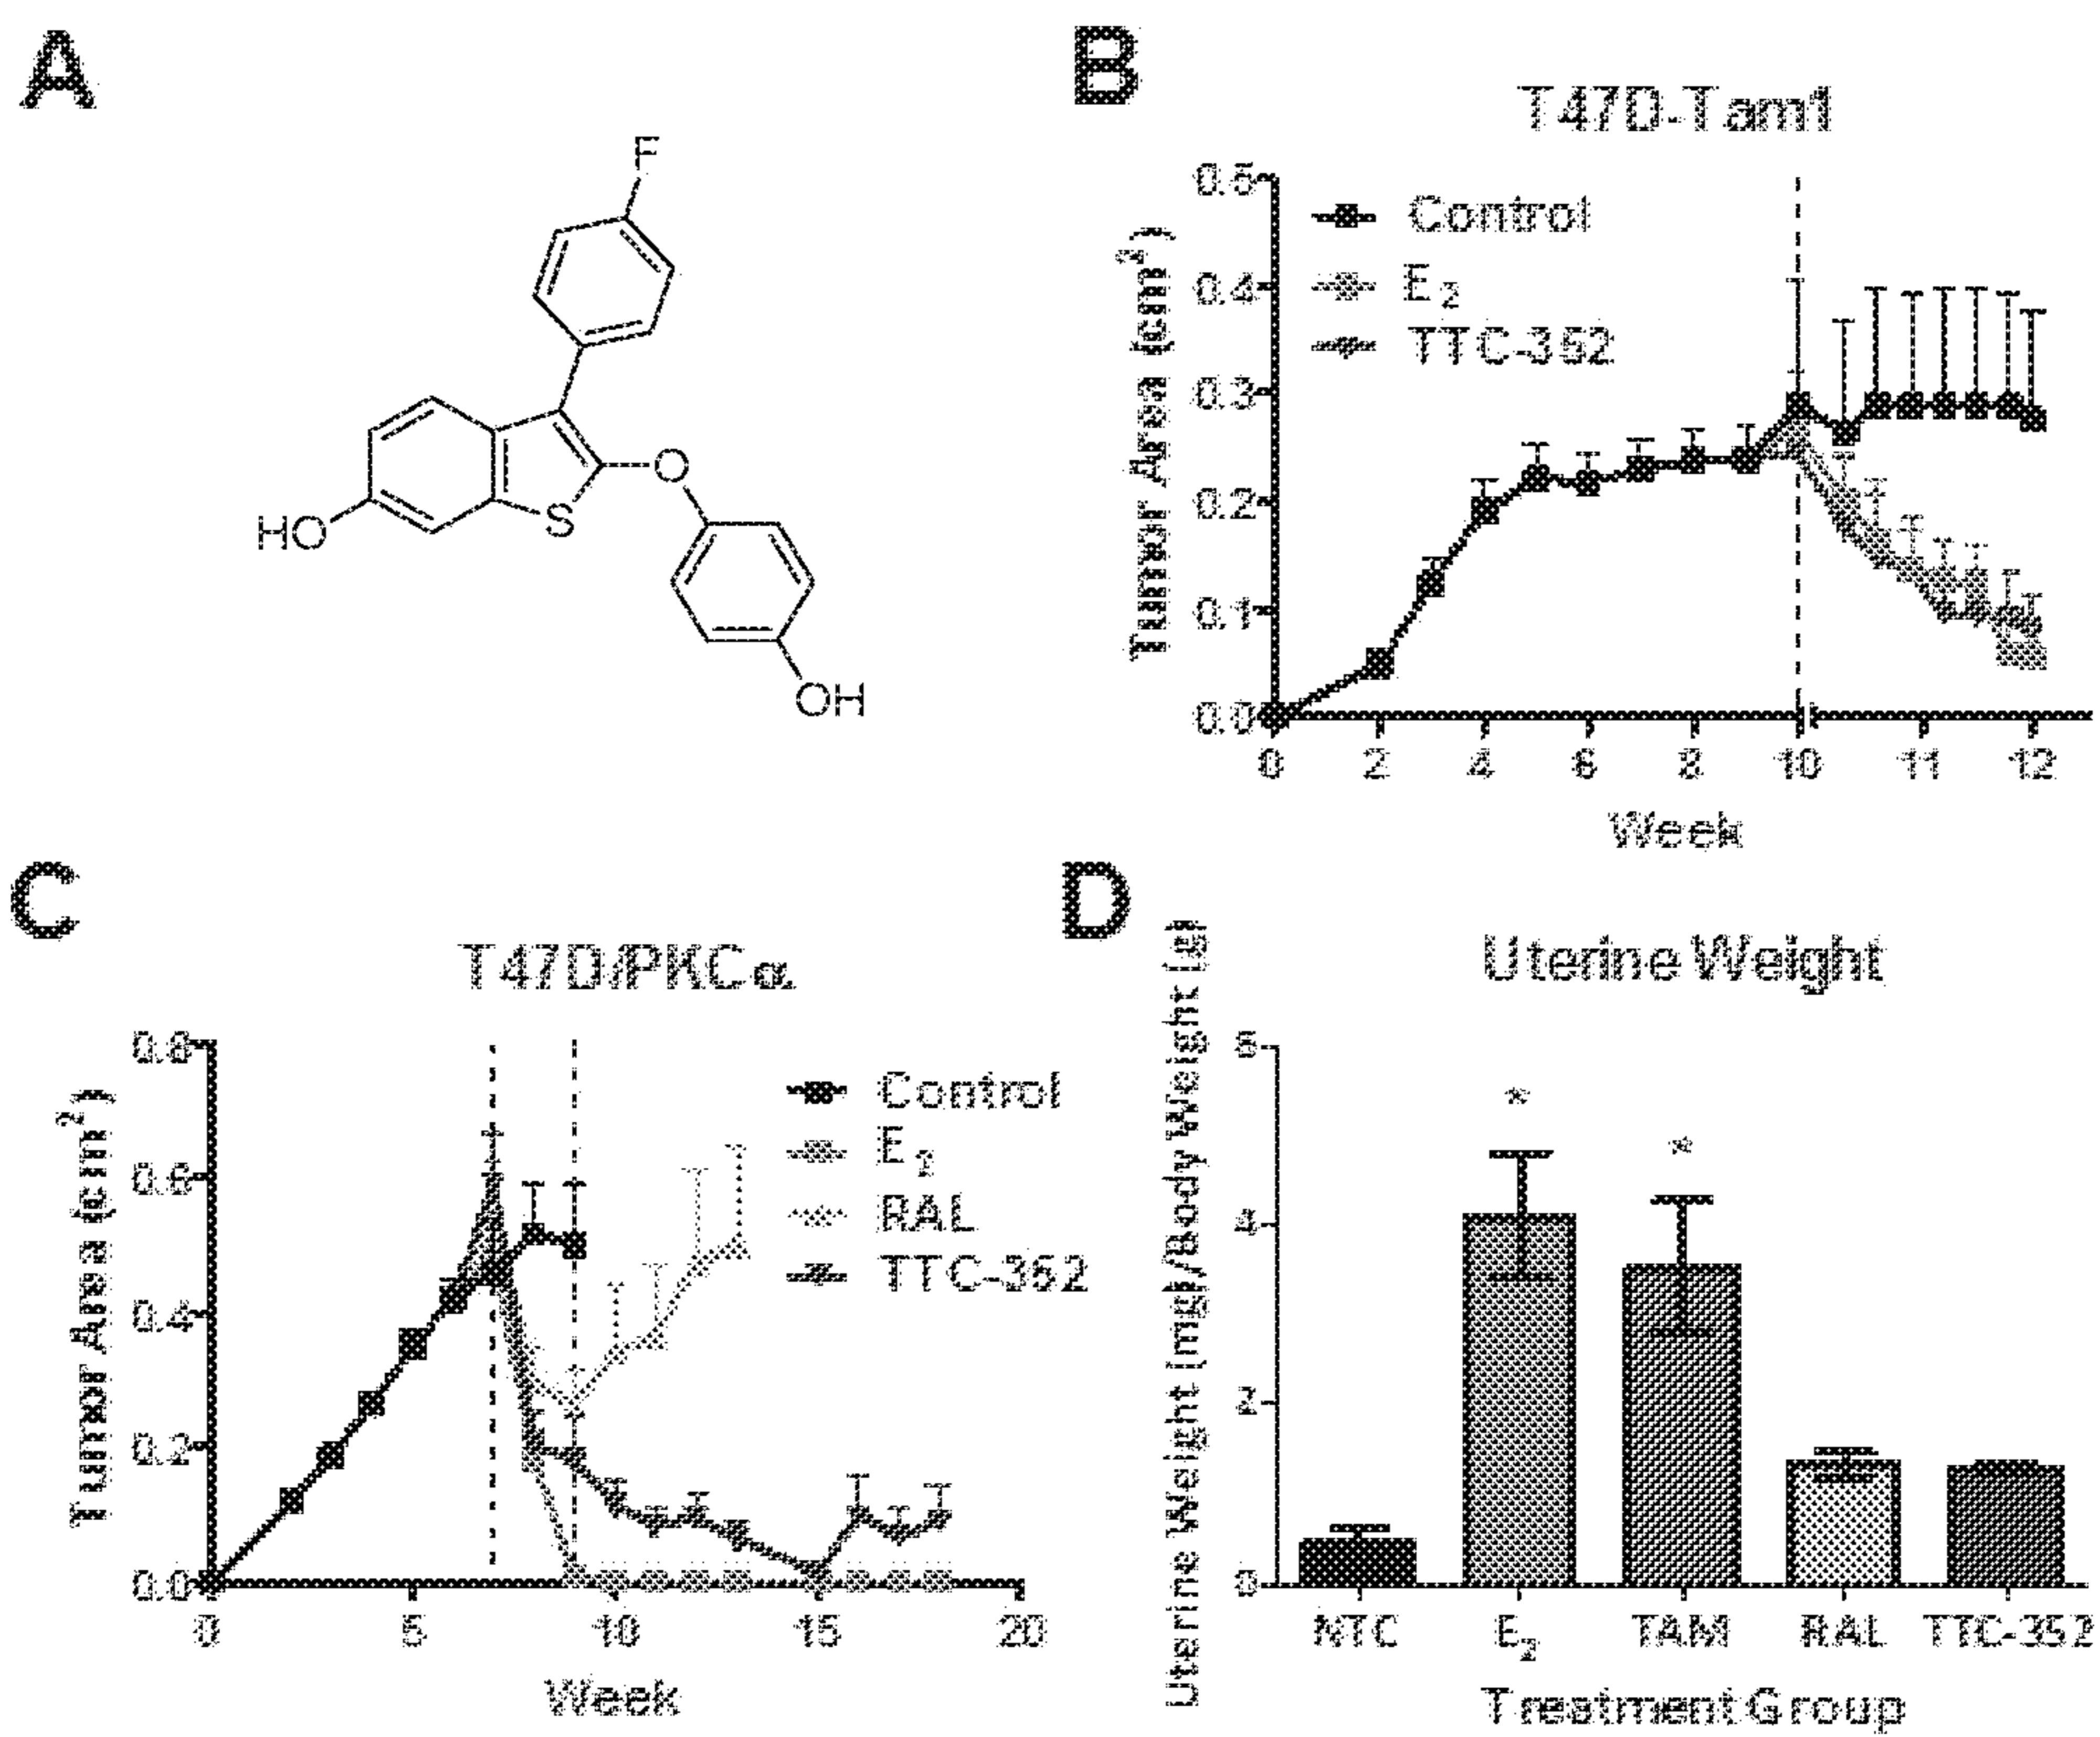 A
F
O
S
HO
OH
B
T47D-Tam1
Tumor Area (cm²)
0.5
0.4
0.3
0.2
0.1
0.0
Control
E₂
TTC-352
0 2 4 6 8 10 11 12
Week
C
T47D/PKCα
Tumor Area (cm²)
0.8
0.6
0.4
0.2
0.0
Control
E₂
RAL
TTC-352
0 5 10 15 20
Week
D
Uterine Weight
Uterine Weight (mg)/Body Weight (g)
* *
4
2
0
NTC E₂ TAM RAL TTC-352
Treatment Group